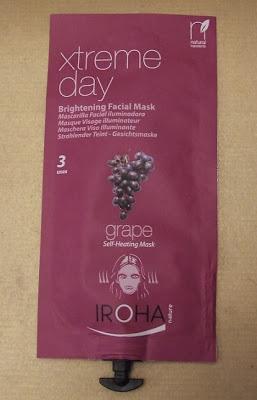 natural
xtreme
day
Brightening Facial Mask
Mascarilla Facial iluminadora
Masque Visage Illuminateur
Maschera Viso Illuminante
Strahlender Teint - Gesichtsmaske
3
uses
grape
Self-Heating Mask
IROHA
nature